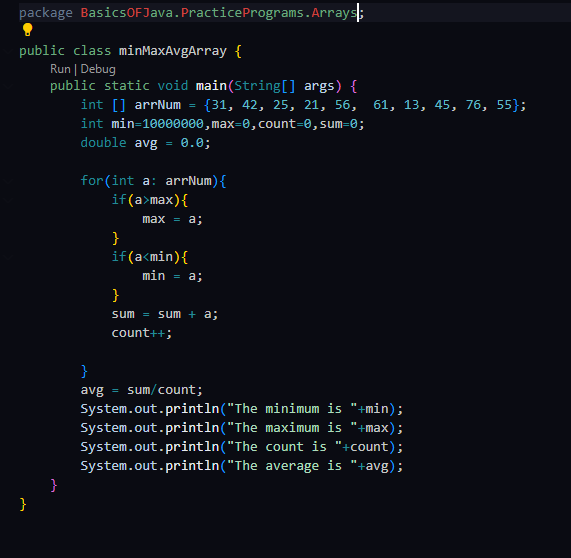 package BasicsOFJava.PracticePrograms.Arrays;
public class minMaxAvgArray {
Run | Debug
public static void main(String[] args) {
int [] arrNum = {31, 42, 25, 21, 56,  61, 13, 45, 76, 55};
int min=10000000,max=0,count=0,sum=0;
double avg = 0.0;
for(int a: arrNum){
if(a>max){
max = a;
}
if(a<min){
min = a;
}
sum = sum + a;
count++;
}
avg = sum/count;
System.out.println("The minimum is "+min);
System.out.println("The maximum is "+max);
System.out.println("The count is "+count);
System.out.println("The average is "+avg);
}
}